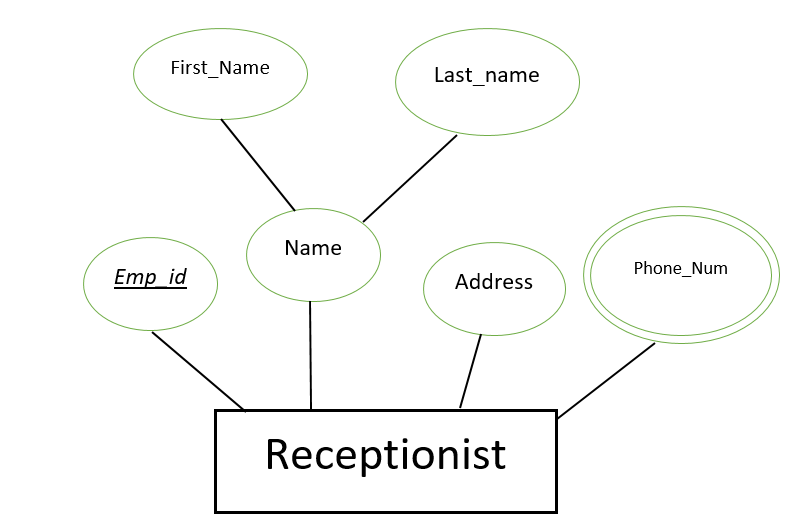 First_Name
Last_name
Name
Emp_id
Address
Phone_Num
Receptionist